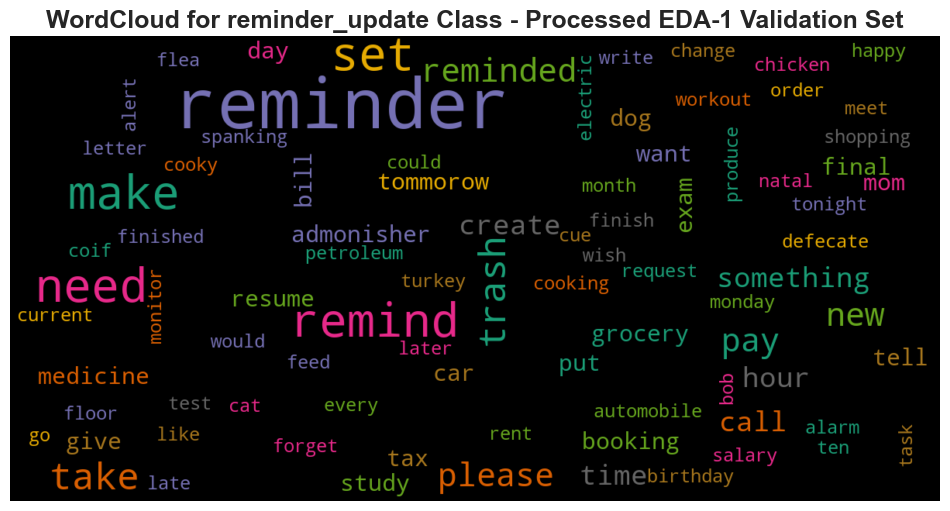 WordCloud for reminder_update Class - Processed EDA-1 Validation Set
flea
day
set
reminded
write
change
happy
chicken
alert
reminder
electric
order
workout
meet
dog
letter
spanking
produce
shopping
cooky
bill
could
want
final
make
tommorow
month
exam
natal
mom
tonight
create
finish
coif
finished
admonisher
cue
defecate
petroleum
trash
wish
need
monitor
turkey
cooking
request
something
current
resume
remind
monday
new
would
later
grocery
pay
feed
put
tell
medicine
car
bob
hour
floor
test
cat
every
automobile
call
alarm
go
give
like
forget
rent
booking
ten
task
take
late
tax
study
please
time
birthday
salary